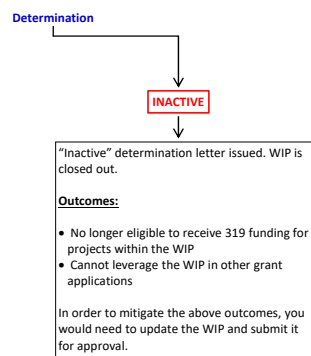 Determination
INACTIVE
“Inactive” determination letter issued. WIP is
closed out.
Outcomes:
• No longer eligible to receive 319 funding for
projects within the WIP
• Cannot leverage the WIP in other grant
applications
In order to mitigate the above outcomes, you
would need to update the WIP and submit it
for approval.